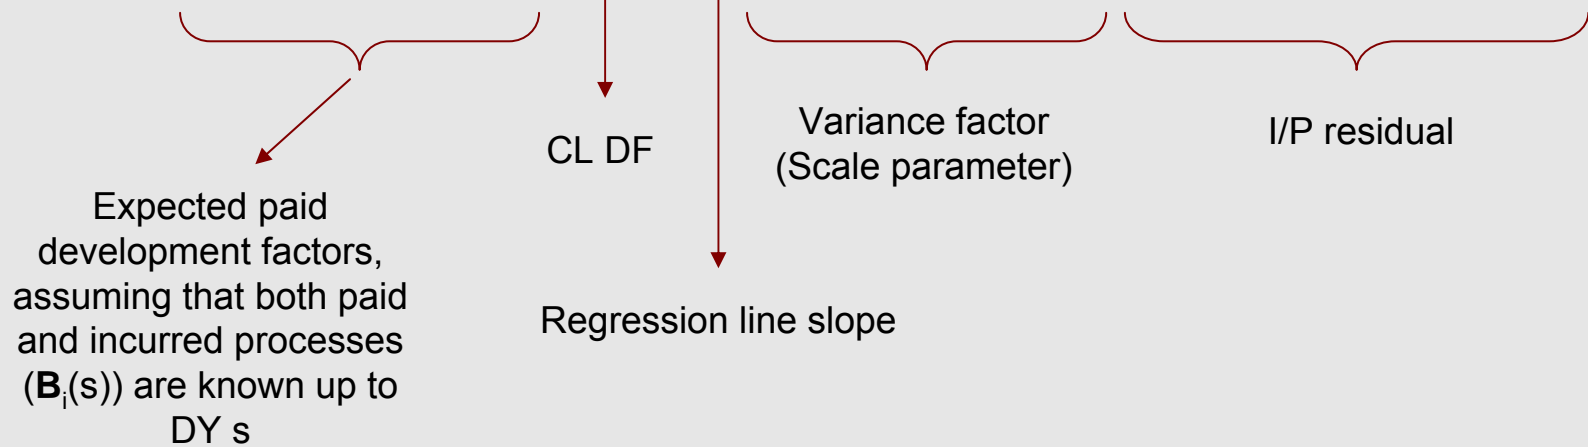 Expected paid
development factors,
assuming that both paid
and incurred processes
(Bᵢ(s)) are known up to
DY s
CL DF
Regression line slope
Variance factor
(Scale parameter)
I/P residual